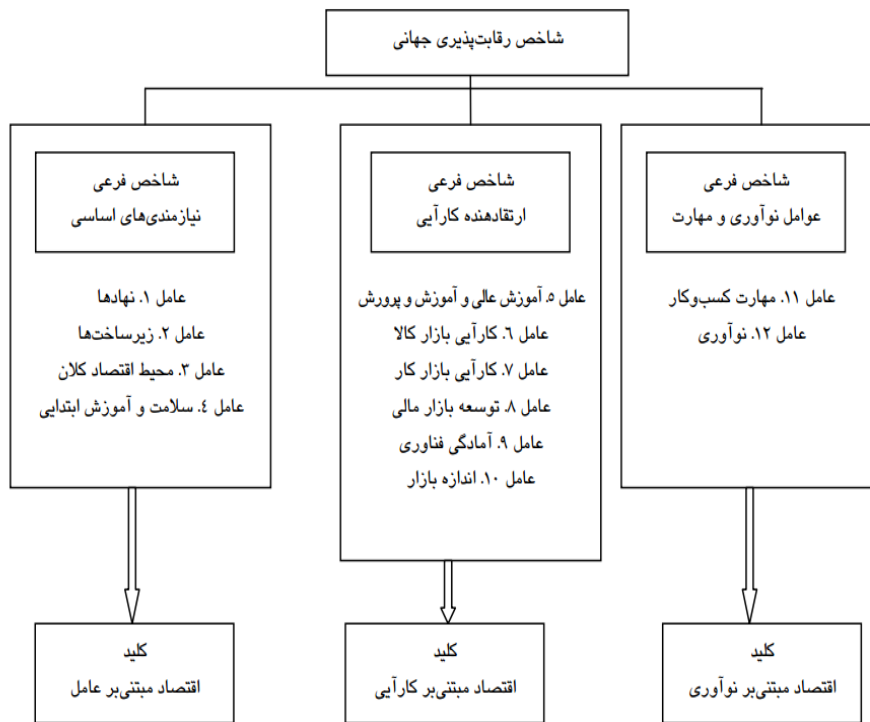 شاخص رقابت‌پذیری جهانی
شاخص فرعی
عوامل نوآوری و مهارت
عامل ۱۱. مهارت کسب‌وکار
عامل ۱۲. نوآوری
کلید
اقتصاد مبتنی‌بر نوآوری
شاخص فرعی
ارتقادهنده کارآیی
عامل ۵. آموزش عالی و آموزش و پرورش
عامل ۶. کارآیی بازار کالا
عامل ۷. کارآیی بازار کار
عامل ۸. توسعه بازار مالی
عامل ۹. آمادگی فناوری
عامل ۱۰. اندازه بازار
کلید
اقتصاد مبتنی‌بر کارآیی
شاخص فرعی
نیازمندی‌های اساسی
عامل ۱. نهادها
عامل ۲. زیرساخت‌ها
عامل ۳. محیط اقتصاد کلان
عامل ٤. سلامت و آموزش ابتدایی
کلید
اقتصاد مبتنی‌بر عامل